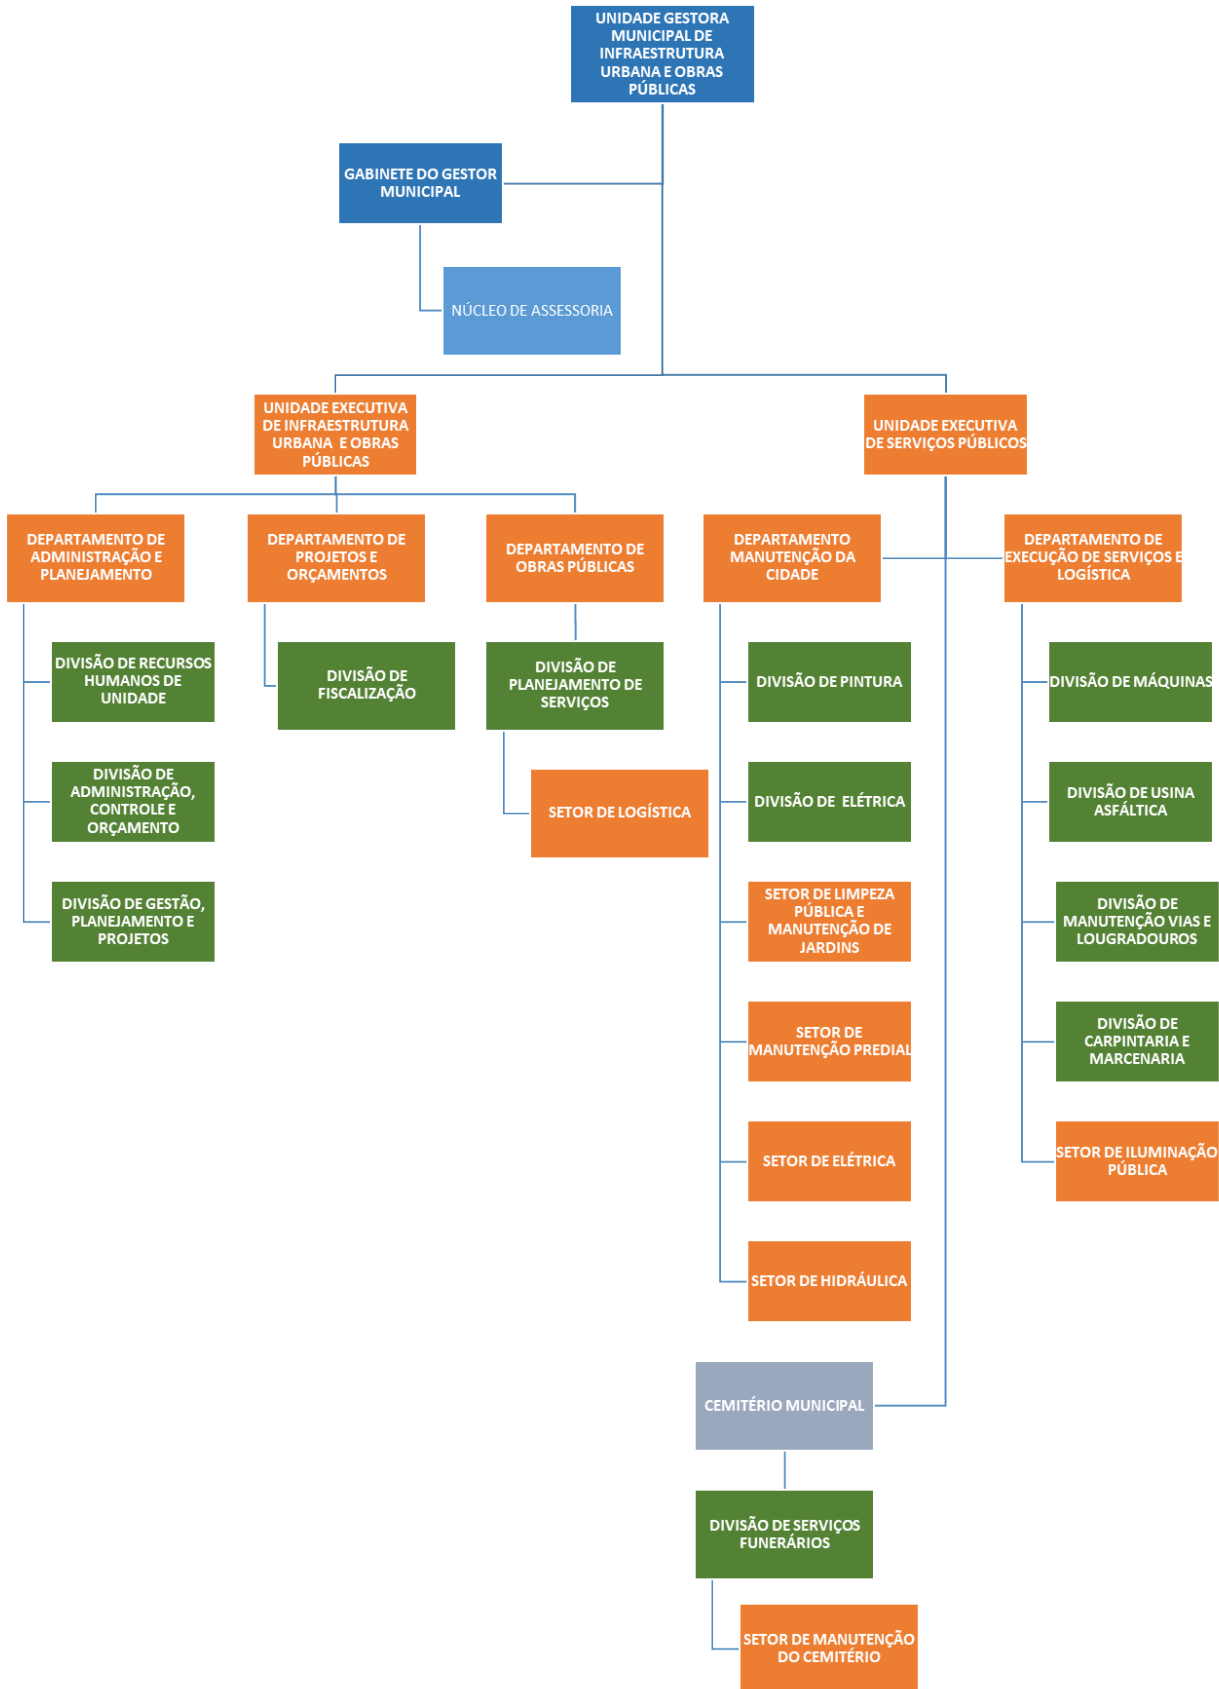 UNIDADE GESTORA
MUNICIPAL DE
INFRAESTRUTURA
URBANA E OBRAS
PÚBLICAS
GABINETE DO GESTOR
MUNICIPAL
NÚCLEO DE ASSESSORIA
UNIDADE EXECUTIVA
DE INFRAESTRUTURA
URBANA E OBRAS
PÚBLICAS
UNIDADE EXECUTIVA
DE SERVIÇOS PÚBLICOS
DEPARTAMENTO DE
ADMINISTRAÇÃO E
PLANEJAMENTO
DEPARTAMENTO DE
PROJETOS E
ORÇAMENTOS
DEPARTAMENTO DE
OBRAS PÚBLICAS
DEPARTAMENTO
MANUTENÇÃO DA
CIDADE
DEPARTAMENTO DE
EXECUÇÃO DE SERVIÇOS E
LOGÍSTICA
DIVISÃO DE RECURSOS
HUMANOS DE
UNIDADE
DIVISÃO DE
FISCALIZAÇÃO
DIVISÃO DE
PLANEJAMENTO DE
SERVIÇOS
DIVISÃO DE PINTURA
DIVISÃO DE MÁQUINAS
DIVISÃO DE
ADMINISTRAÇÃO,
CONTROLE E
ORÇAMENTO
SETOR DE LOGÍSTICA
DIVISÃO DE ELÉTRICA
DIVISÃO DE USINA
ASFÁLTICA
DIVISÃO DE GESTÃO,
PLANEJAMENTO E
PROJETOS
SETOR DE LIMPEZA
PÚBLICA E
MANUTENÇÃO DE
JARDINS
DIVISÃO DE
MANUTENÇÃO VIAS E
LOUGRADOUROS
SETOR DE
MANUTENÇÃO PREDIAL
DIVISÃO DE
CARPINTARIA E
MARCENARIA
SETOR DE ELÉTRICA
SETOR DE ILUMINAÇÃO
PÚBLICA
SETOR DE HIDRÁULICA
CEMITÉRIO MUNICIPAL
DIVISÃO DE SERVIÇOS
FUNERÁRIOS
SETOR DE MANUTENÇÃO
DO CEMITÉRIO